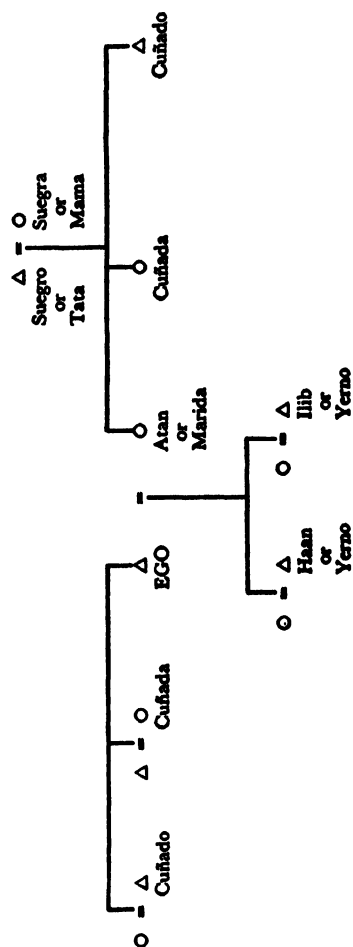 Suegro
or
Tata
Suegra
or
Mama
Cuñado
Cuñada
EGO
Atan
or
Marida
Cuñada
Cuñado
Haan
or
Yerno
Ilib
or
Yerno